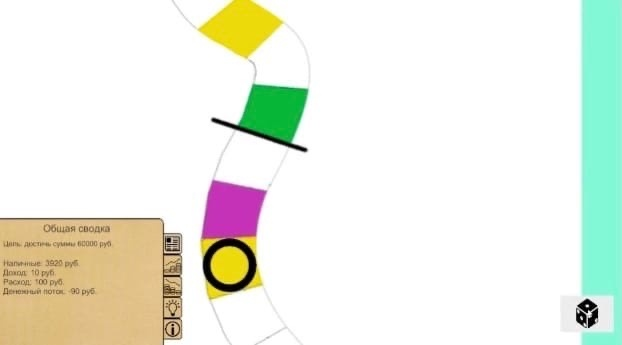 Общая сводка
Цель: достичь суммы 60000 руб.
Наличные: 3920 руб.
Доход: 10 руб.
Расход: 100 руб.
Денежный поток: -90 руб.